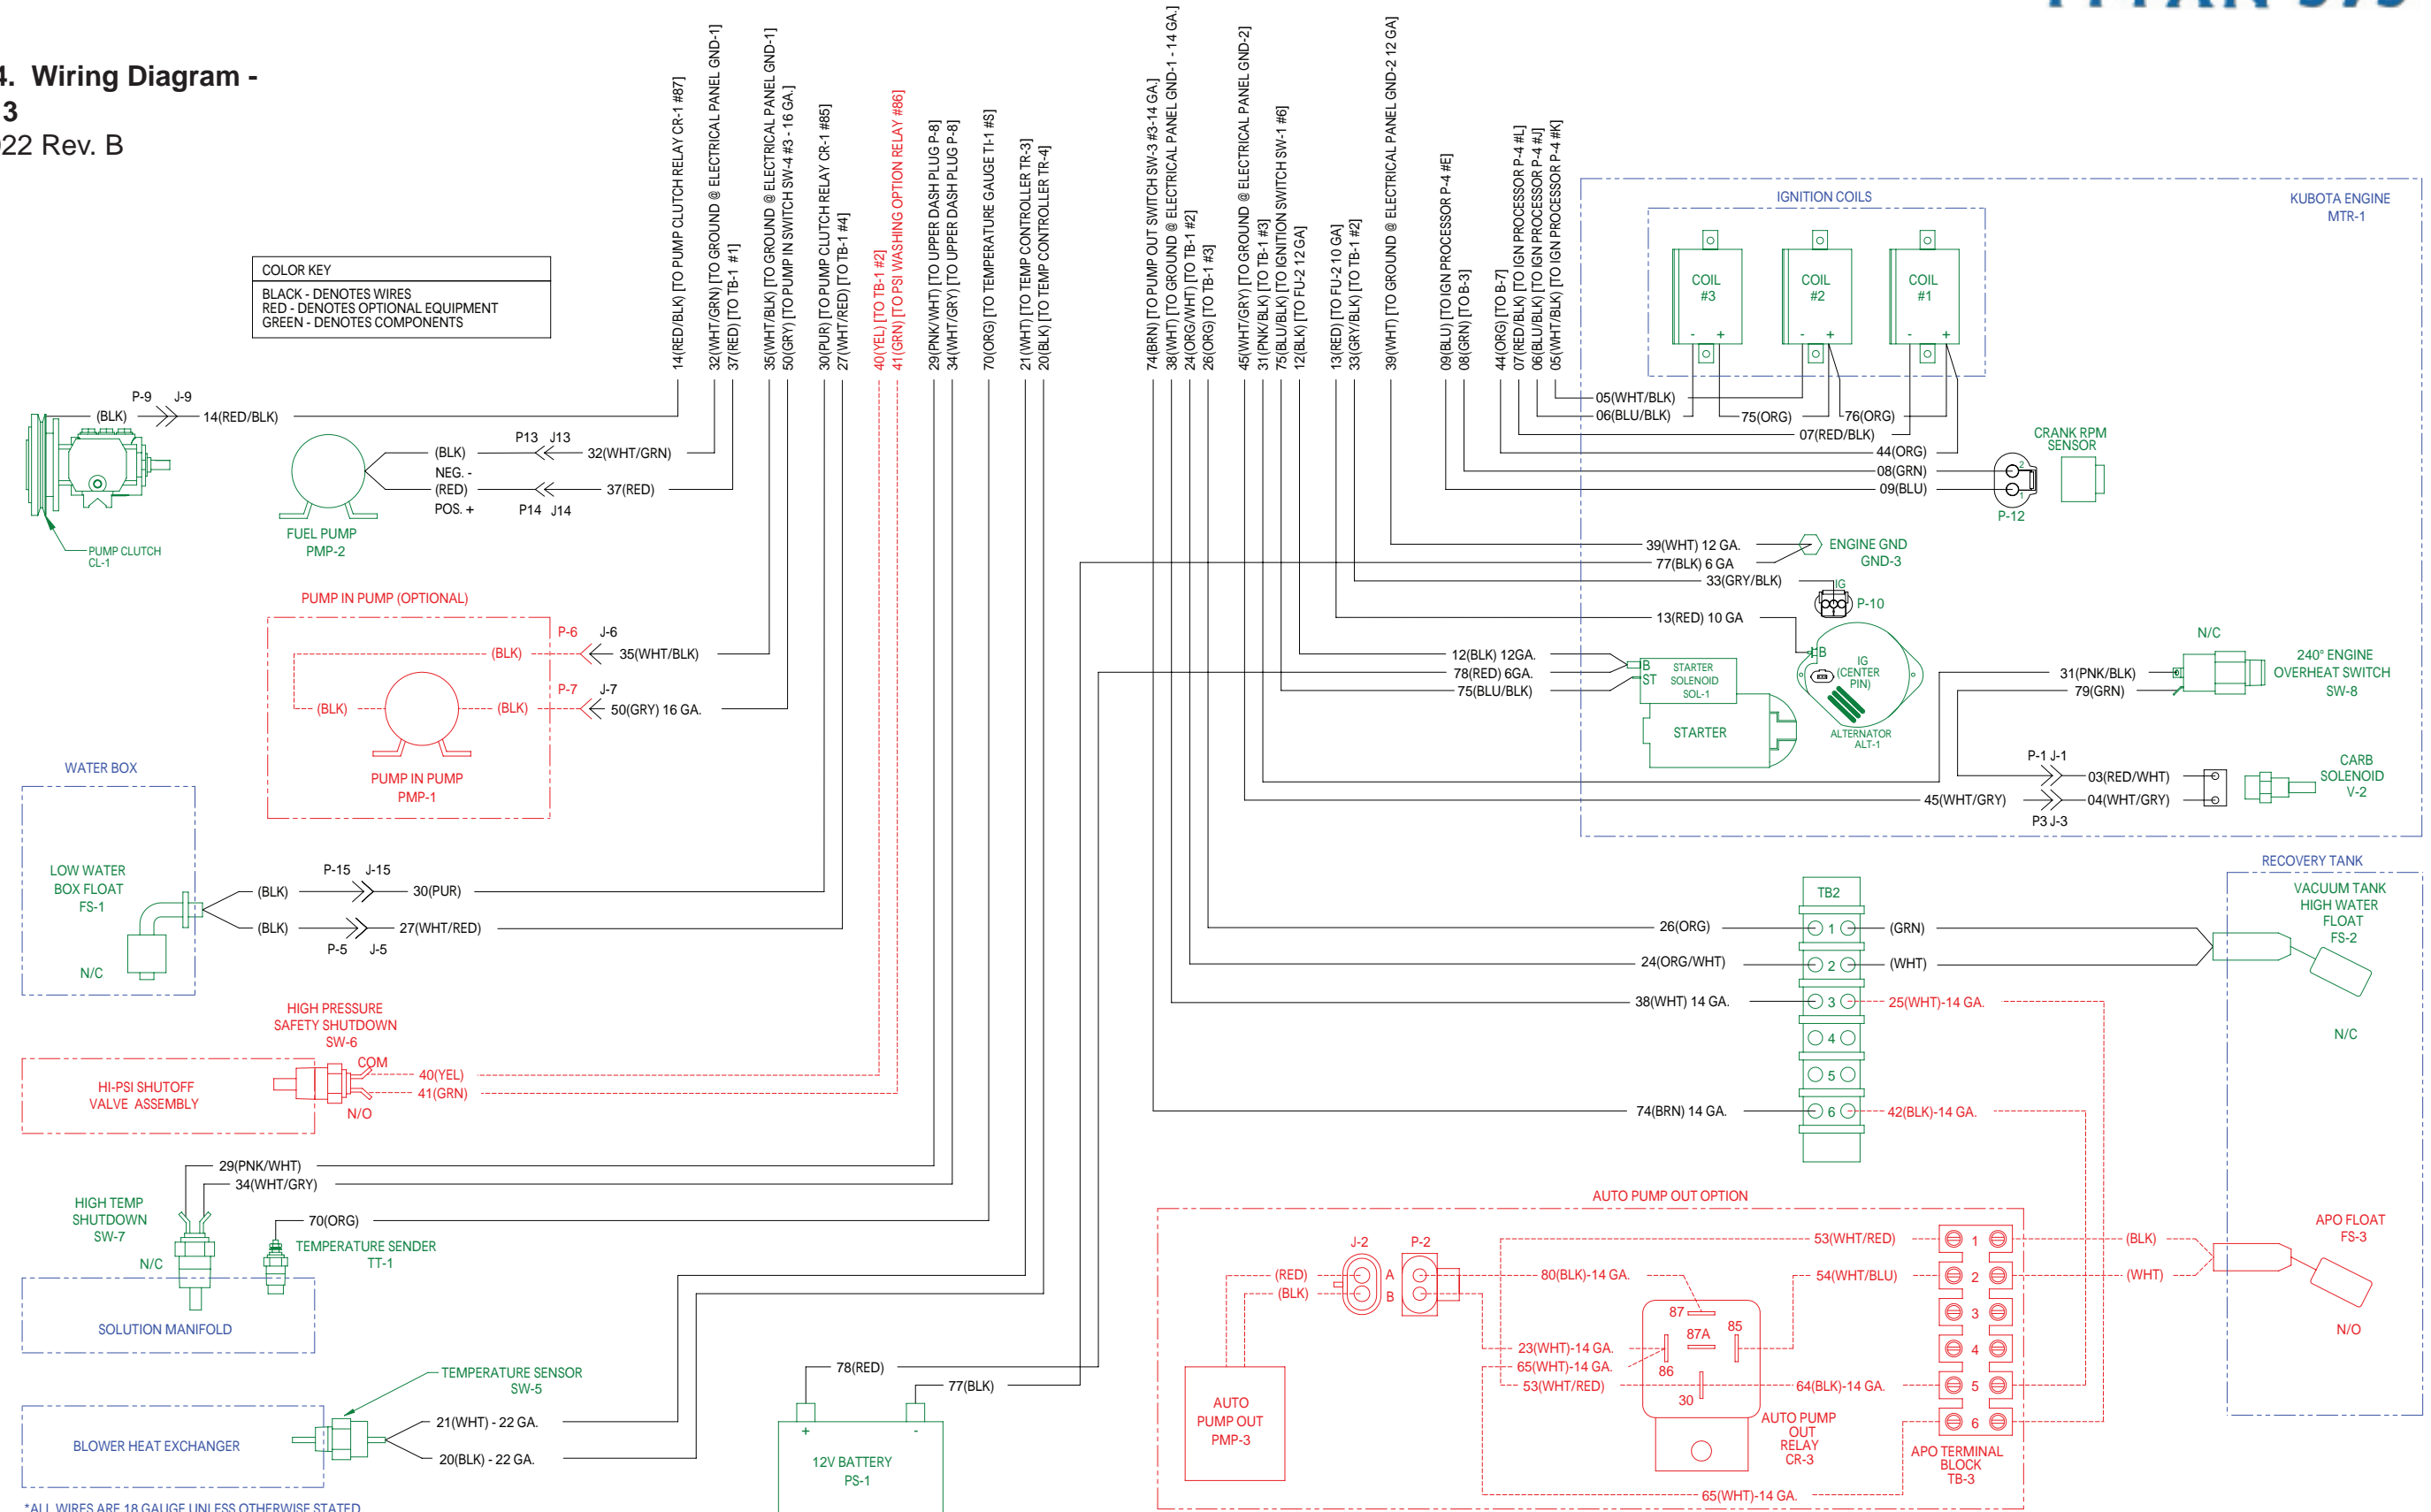 4. Wiring Diagram -
3
022 Rev. B
COLOR KEY
BLACK - DENOTES WIRES
RED - DENOTES OPTIONAL EQUIPMENT
GREEN - DENOTES COMPONENTS
14(RED/BLK) [TO PUMP CLUTCH RELAY CR-1 #87]
32(WHT/GRN) [TO GROUND @ ELECTRICAL PANEL GND-1]
37(RED) [TO TB-1 #1]
35(WHT/BLK) [TO GROUND @ ELECTRICAL PANEL GND-1]
50(GRY) [TO PUMP IN SWITCH SW-4 #3 - 16 GA.]
30(PUR) [TO PUMP CLUTCH RELAY CR-1 #85]
27(WHT/RED) [TO TB-1 #4]
40(YEL) [TO TB-1 #2]
41(GRN) [TO PSI WASHING OPTION RELAY #86]
29(PNK/WHT) [TO UPPER DASH PLUG P-8]
34(WHT/GRY) [TO UPPER DASH PLUG P-8]
70(ORG) [TO TEMPERATURE GAUGE TI-1 #S]
21(WHT) [TO TEMP CONTROLLER TR-3]
20(BLK) [TO TEMP CONTROLLER TR-4]
74(BRN) [TO PUMP OUT SWITCH SW-3 #3-14 GA.]
38(WHT) [TO GROUND @ ELECTRICAL PANEL GND-1 - 14 GA.]
24(ORG/WHT) [TO TB-1 #2]
26(ORG) [TO TB-1 #3]
45(WHT/GRY) [TO GROUND @ ELECTRICAL PANEL GND-2]
31(PNK/BLK) [TO TB-1 #3]
75(BLU/BLK) [TO IGNITION SWITCH SW-1 #6]
12(BLK) [TO FU-2 12 GA]
13(RED) [TO FU-2 10 GA]
33(GRY/BLK) [TO TB-1 #2]
39(WHT) [TO GROUND @ ELECTRICAL PANEL GND-2 12 GA]
09(BLU) [TO IGN PROCESSOR P-4 #E]
08(GRN) [TO B-3]
44(ORG) [TO B-7]
07(RED/BLK) [TO IGN PROCESSOR P-4 #L]
06(BLU/BLK) [TO IGN PROCESSOR P-4 #J]
05(WHT/BLK) [TO IGN PROCESSOR P-4 #K]
P-9 J-9
(BLK)
14(RED/BLK)
PUMP CLUTCH
CL-1
FUEL PUMP
PMP-2
P13 J13
(BLK)
32(WHT/GRN)
NEG. -
(RED)
37(RED)
POS. +
P14 J14
PUMP IN PUMP (OPTIONAL)
P-6 J-6
(BLK)
35(WHT/BLK)
P-7 J-7
(BLK)
(BLK)
50(GRY) 16 GA.
PUMP IN PUMP
PMP-1
WATER BOX
LOW WATER
BOX FLOAT
FS-1
N/C
P-15 J-15
(BLK)
30(PUR)
(BLK)
27(WHT/RED)
P-5 J-5
HIGH PRESSURE
SAFETY SHUTDOWN
SW-6
HI-PSI SHUTOFF
VALVE ASSEMBLY
COM
40(YEL)
41(GRN)
N/O
29(PNK/WHT)
34(WHT/GRY)
HIGH TEMP
SHUTDOWN
SW-7
N/C
70(ORG)
TEMPERATURE SENDER
TT-1
SOLUTION MANIFOLD
TEMPERATURE SENSOR
SW-5
BLOWER HEAT EXCHANGER
21(WHT) - 22 GA.
20(BLK) - 22 GA.
*ALL WIRES ARE 18 GAUGE UNLESS OTHERWISE STATED
78(RED)
77(BLK)
+ -
12V BATTERY
PS-1
KUBOTA ENGINE
MTR-1
IGNITION COILS
COIL
#3
- +
COIL
#2
- +
COIL
#1
- +
05(WHT/BLK)
06(BLU/BLK)
75(ORG)
76(ORG)
07(RED/BLK)
44(ORG)
08(GRN)
09(BLU)
2
1
P-12
CRANK RPM
SENSOR
39(WHT) 12 GA.
77(BLK) 6 GA
ENGINE GND
GND-3
33(GRY/BLK)
IG
P-10
13(RED) 10 GA
B
IG
(CENTER
PIN)
ALTERNATOR
ALT-1
12(BLK) 12GA.
78(RED) 6GA.
75(BLU/BLK)
B
ST
STARTER
SOLENOID
SOL-1
STARTER
N/C
31(PNK/BLK)
79(GRN)
240° ENGINE
OVERHEAT SWITCH
SW-8
P-1 J-1
03(RED/WHT)
45(WHT/GRY)
04(WHT/GRY)
P3 J-3
CARB
SOLENOID
V-2
TB2
26(ORG)
1
(GRN)
24(ORG/WHT)
2
(WHT)
38(WHT) 14 GA.
3
25(WHT)-14 GA.
4
5
74(BRN) 14 GA.
6
42(BLK)-14 GA.
RECOVERY TANK
VACUUM TANK
HIGH WATER
FLOAT
FS-2
N/C
APO FLOAT
FS-3
N/O
AUTO PUMP OUT OPTION
J-2 P-2
(RED)
(BLK)
A
B
80(BLK)-14 GA.
53(WHT/RED)
54(WHT/BLU)
1
2
3
4
5
6
(BLK)
(WHT)
87
87A
85
86
30
23(WHT)-14 GA.
65(WHT)-14 GA.
53(WHT/RED)
64(BLK)-14 GA.
AUTO
PUMP OUT
PMP-3
AUTO PUMP
OUT
RELAY
CR-3
APO TERMINAL
BLOCK
TB-3
65(WHT)-14 GA.